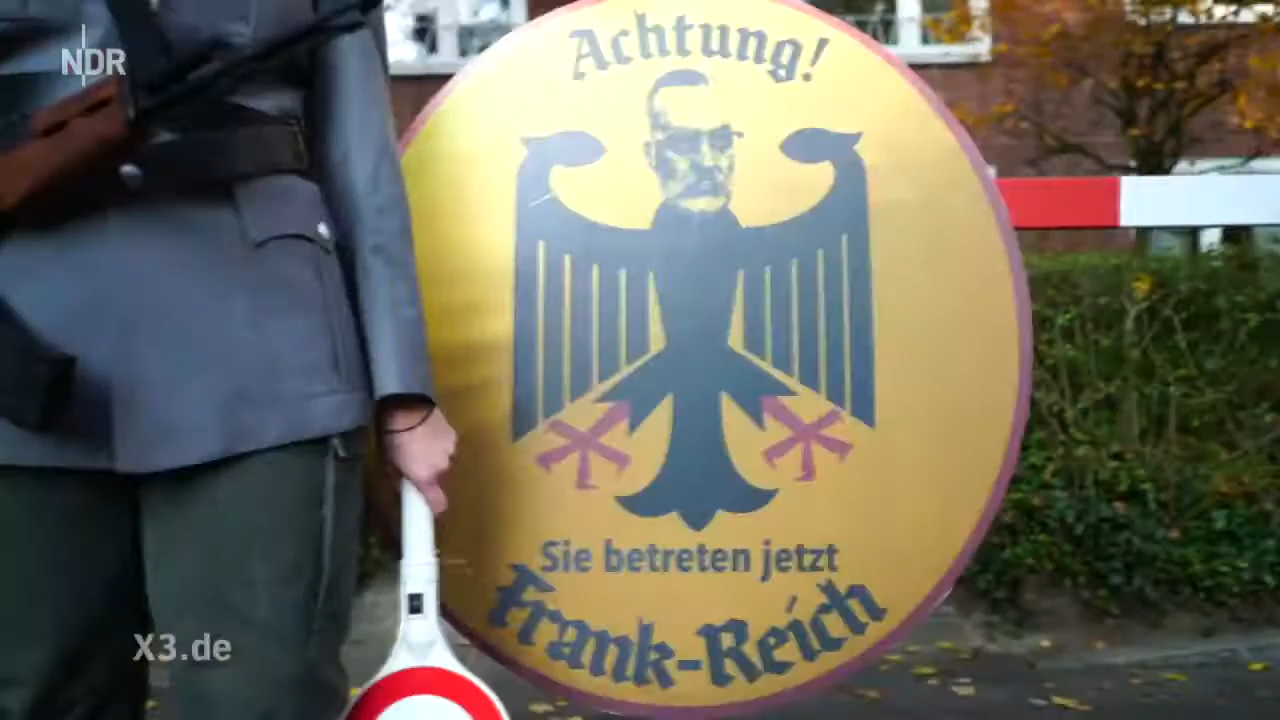 NDR
Achtung!
Sie betreten jetzt
Frank-Reich
X3.de